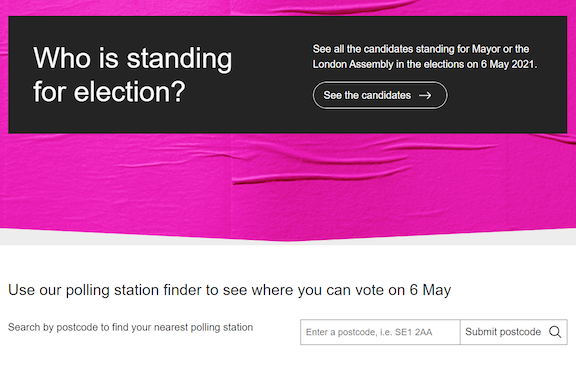 Who is standing
for election?
See all the candidates standing for Mayor or the
London Assembly in the elections on 6 May 2021.
See the candidates
Use our polling station finder to see where you can vote on 6 May
Search by postcode to find your nearest polling station
Enter a postcode, i.e. SE1 2AA
Submit postcode